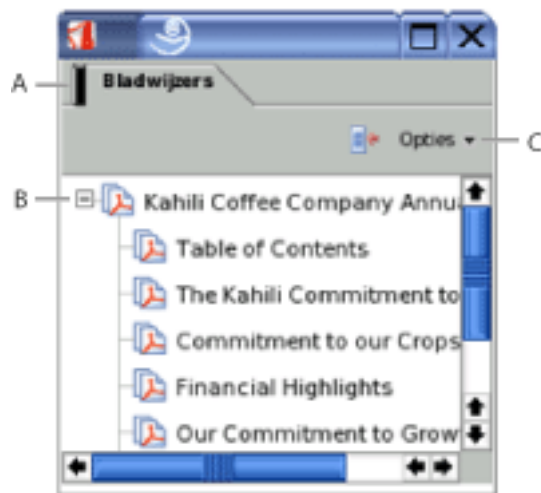 A
Bladwijzers
Opties
C
B
Kahili Coffee Company Annu
Table of Contents
The Kahili Commitment to
Commitment to our Crops
Financial Highlights
Our Commitment to Grow